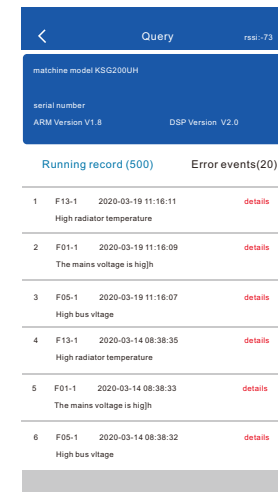 Query rssi:-73
matchine model KSG200UH
serial number
ARM Version V1.8 DSP Version V2.0
Running record (500) Error events(20)
1 F13-1 2020-03-19 11:16:11 details
High radiator temperature
2 F01-1 2020-03-19 11:16:09 details
The mains voltage is hig]h
3 F05-1 2020-03-19 11:16:07 details
High bus vltage
4 F13-1 2020-03-14 08:38:35 details
High radiator temperature
5 F01-1 2020-03-14 08:38:33 details
The mains voltage is hig]h
6 F05-1 2020-03-14 08:38:32 details
High bus vltage